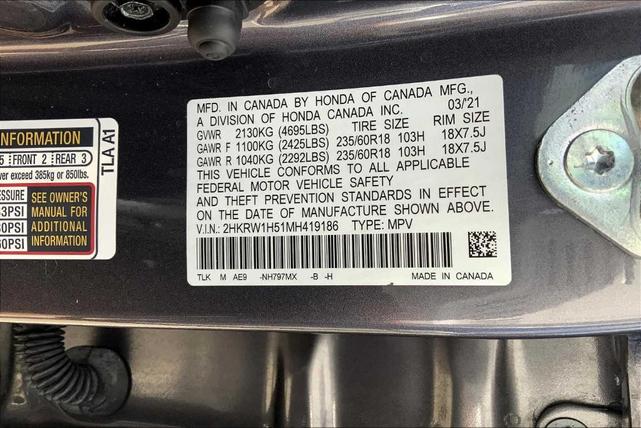 INFORMATION
5 FRONT 2 REAR 3
ver exceed 385kg or 850lbs.
SEE OWNER'S
MANUAL FOR
ADDITIONAL
INFORMATION
TLA A1
MFD. IN CANADA BY HONDA OF CANADA MFG.,
A DIVISION OF HONDA CANADA INC. 03/'21
GVWR 2130KG (4695LBS) TIRE SIZE RIM SIZE
GAWR F 1100KG (2425LBS) 235/60R18 103H 18X7.5J
GAWR R 1040KG (2292LBS) 235/60R18 103H 18X7.5J
THIS VEHICLE CONFORMS TO ALL APPLICABLE
FEDERAL MOTOR VEHICLE SAFETY
AND THEFT PREVENTION STANDARDS IN EFFECT
ON THE DATE OF MANUFACTURE SHOWN ABOVE.
V.I.N.: 2HKRW1H51MH419186 TYPE: MPV
TLK M AE9 -NH797MX -B -H MADE IN CANADA